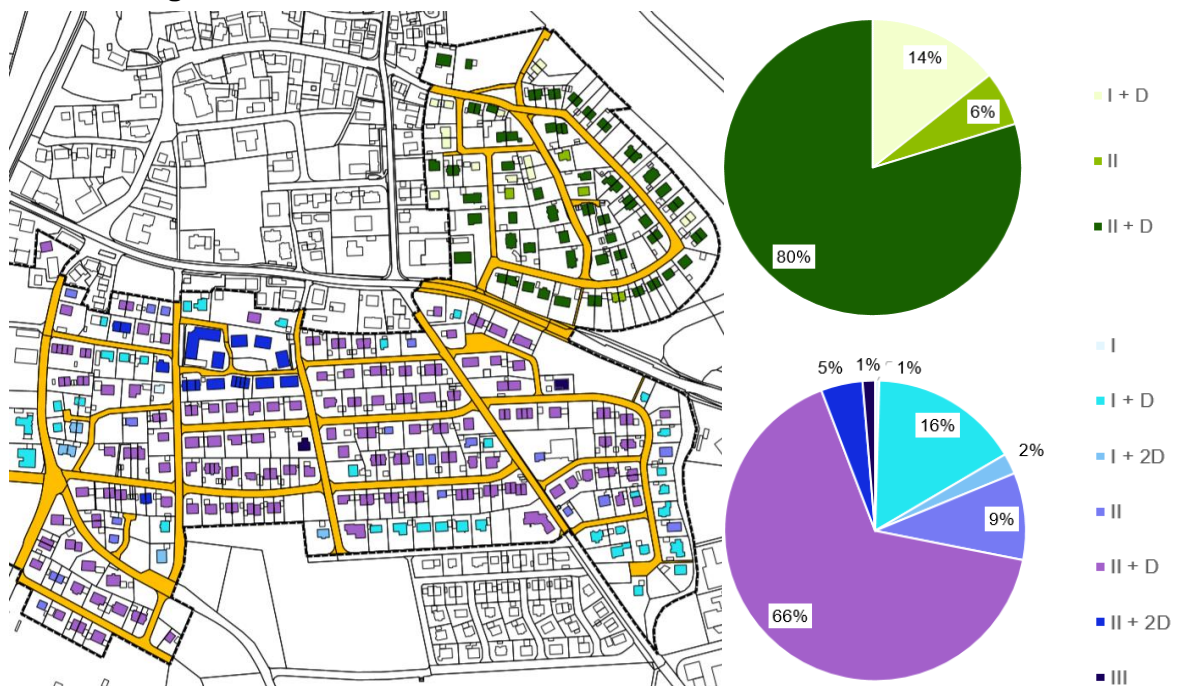 14%
6%
80%
I + D
II
II + D
5%
1%
1%
16%
2%
9%
66%
I
I + D
I + 2D
II
II + D
II + 2D
III